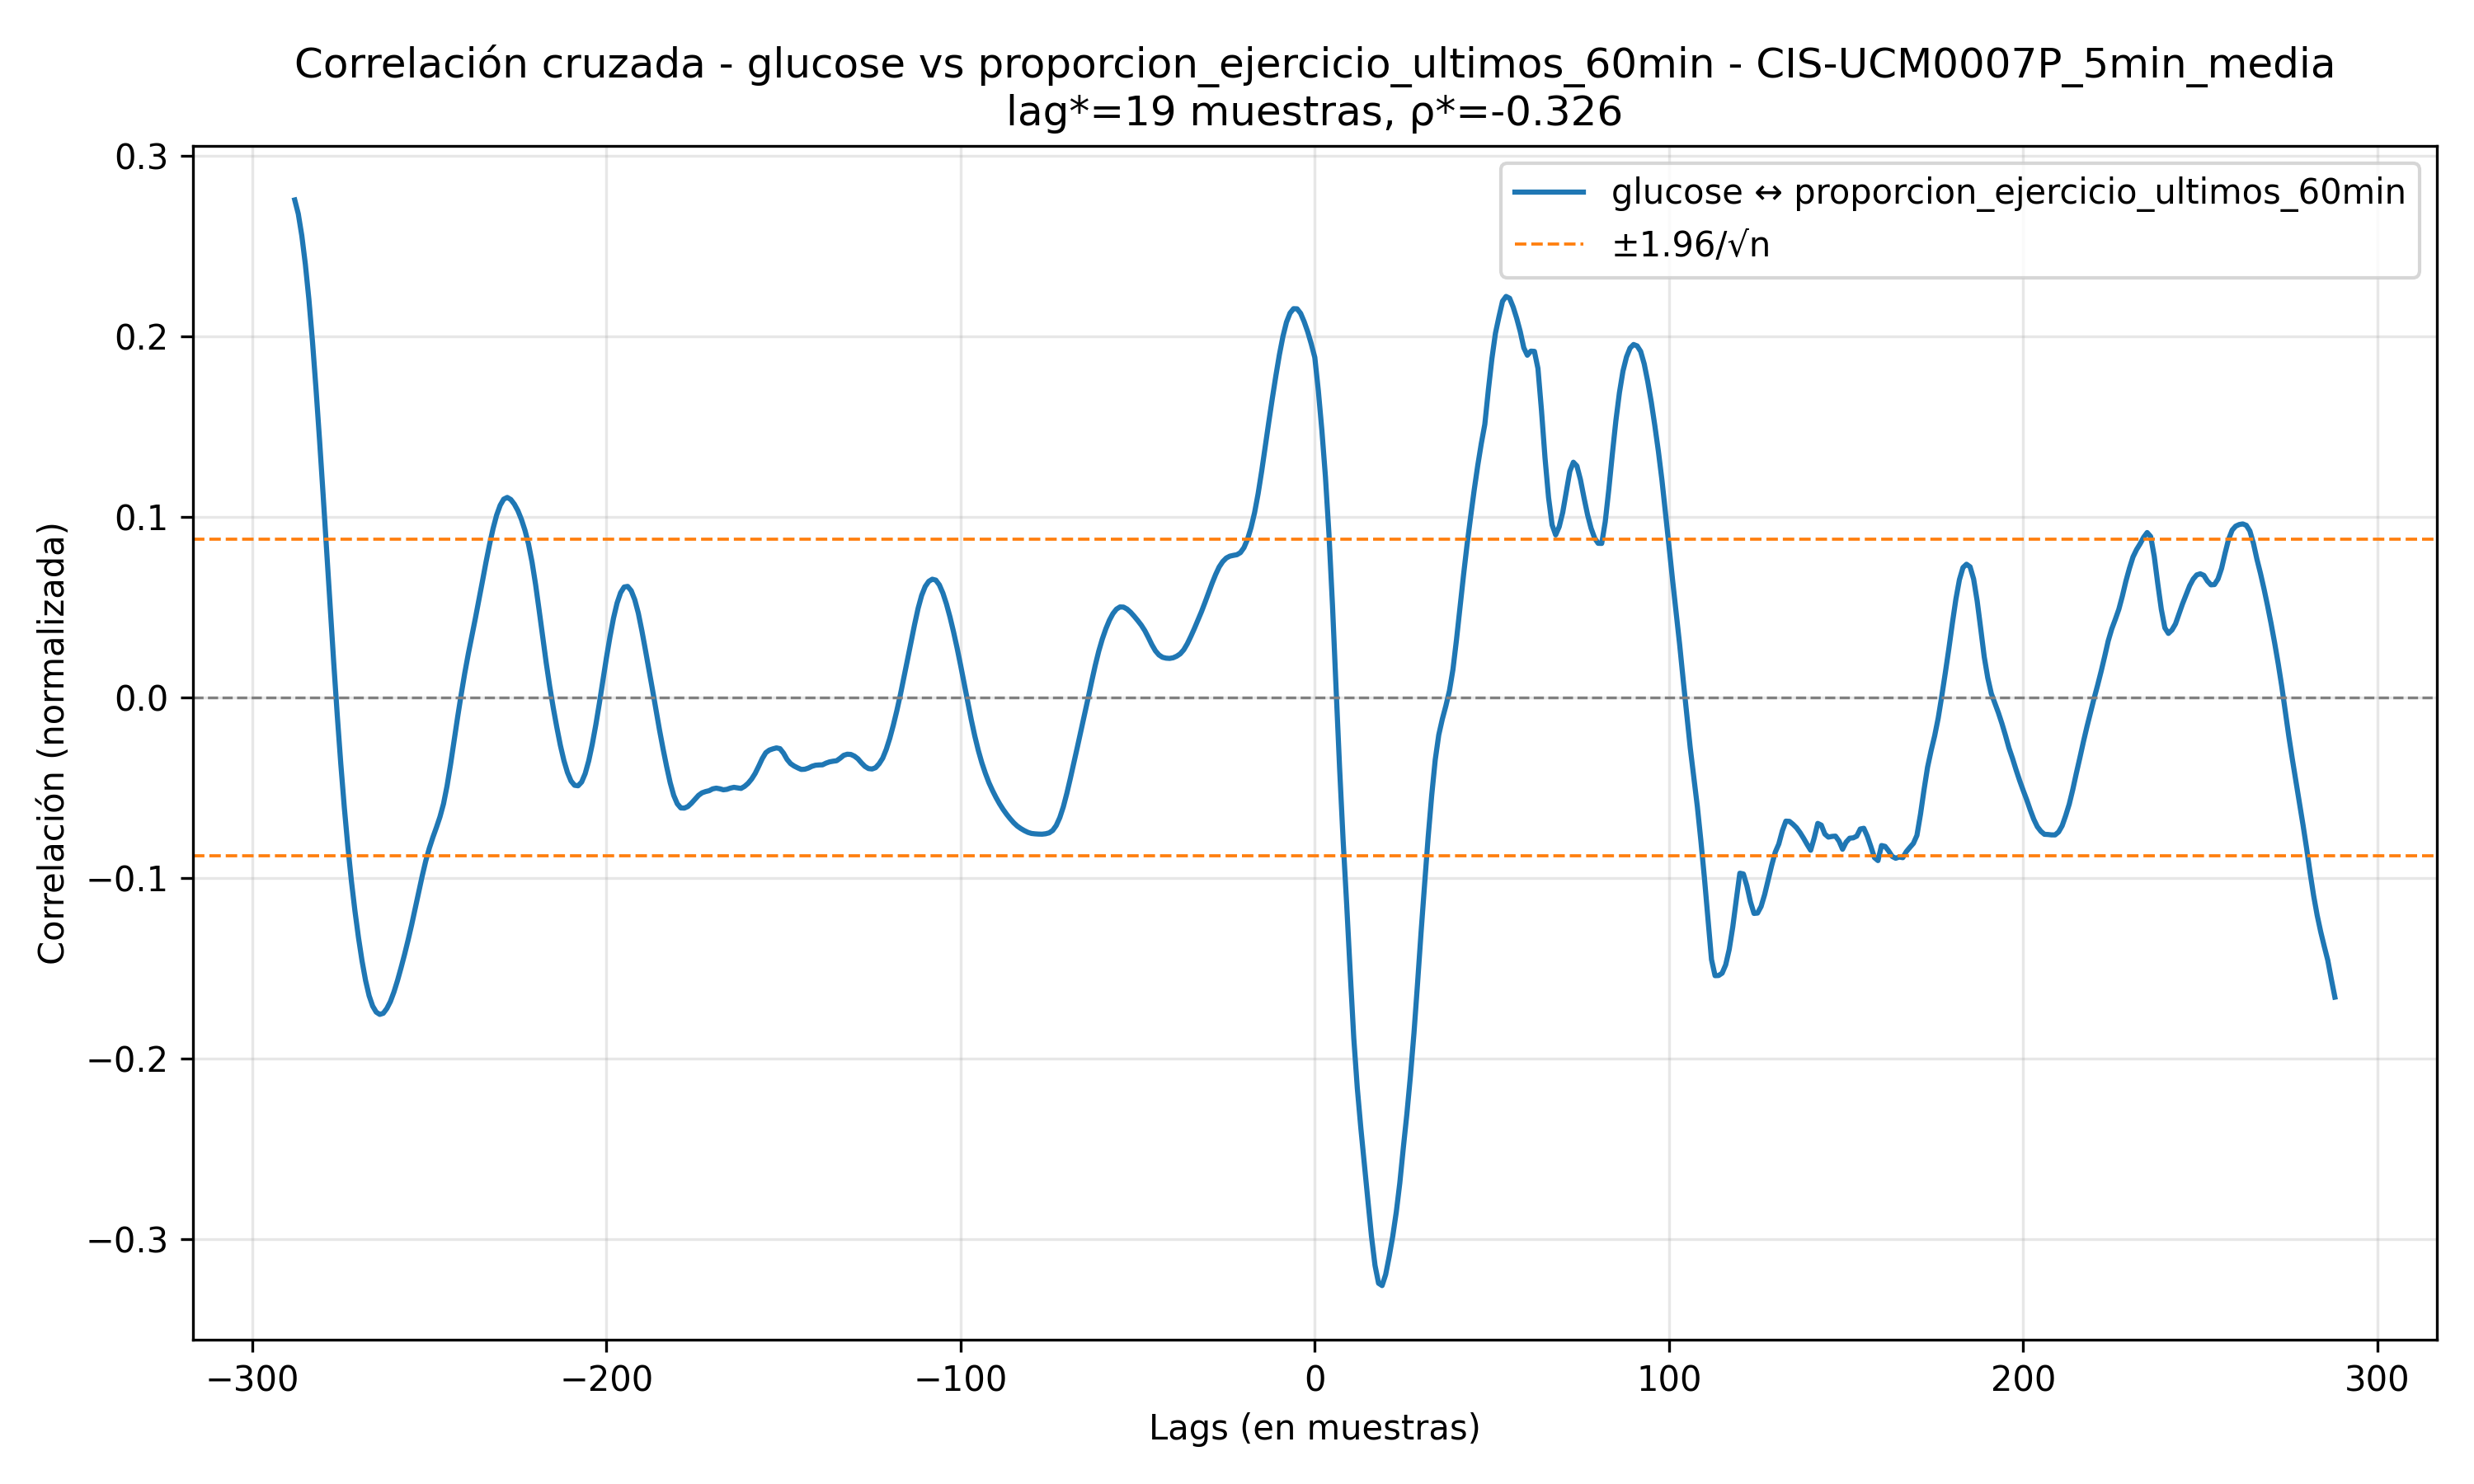 Correlación cruzada - glucose vs proporcion_ejercicio_ultimos_60min - CIS-UCM0007P_5min_media
lag*=19 muestras, ρ*=-0.326
glucose ↔ proporcion_ejercicio_ultimos_60min
±1.96/√n
Correlación (normalizada)
0.3
0.2
0.1
0.0
−0.1
−0.2
−0.3
−300
−200
−100
0
100
200
300
Lags (en muestras)